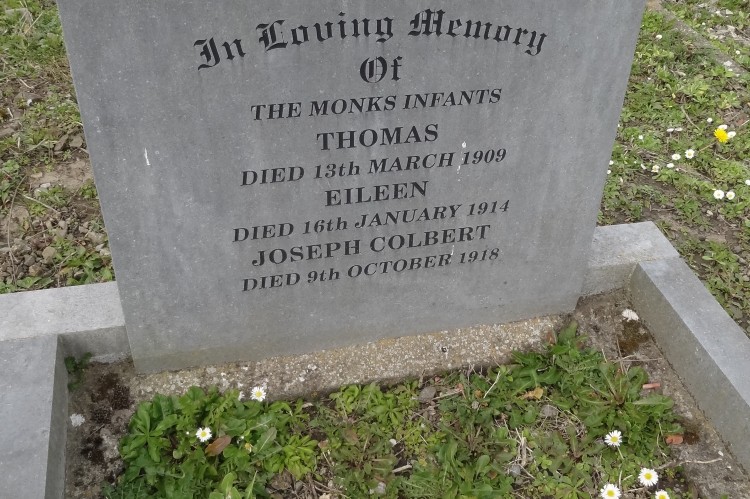 In Loving Memory
Of
THE MONKS INFANTS
THOMAS
DIED 13th MARCH 1909
EILEEN
DIED 16th JANUARY 1914
JOSEPH COLBERT
DIED 9th OCTOBER 1918